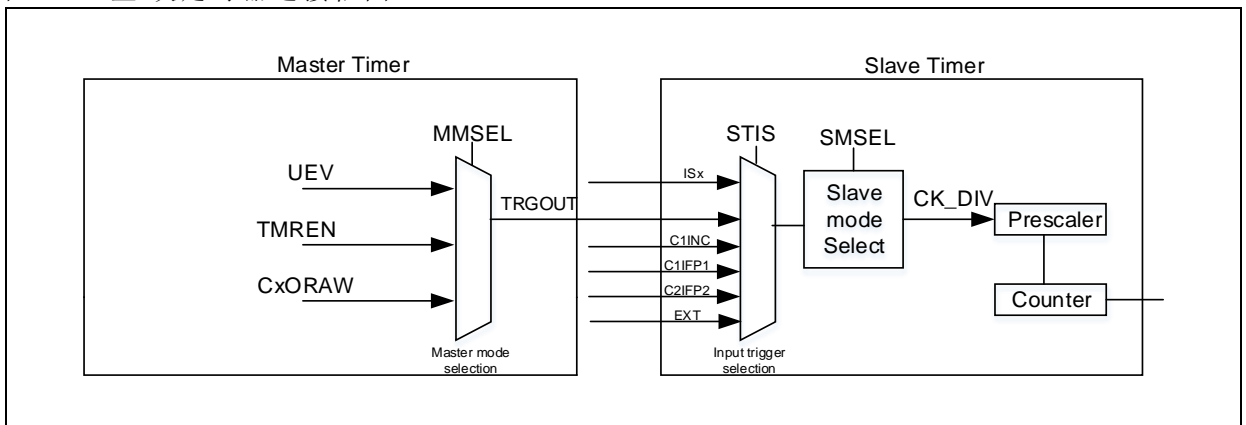 Master Timer
Slave Timer
MMSEL
STIS
SMSEL
UEV
ISx
TRGOUT
Slave
mode
Select
CK_DIV
Prescaler
TMREN
C1INC
C1IFP1
CxORAW
C2IFP2
Counter
EXT
Master mode
selection
Input trigger
selection